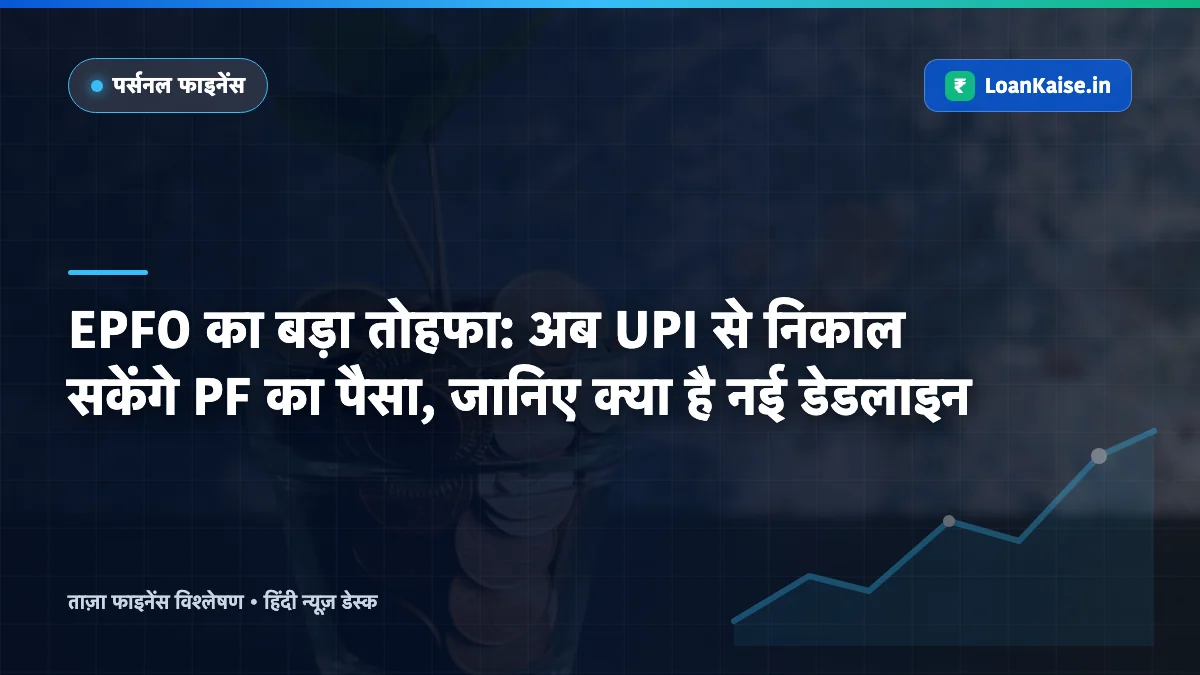 पर्सनल फाइनेंस
₹ LoanKaise.in
EPFO का बड़ा तोहफा: अब UPI से निकाल
सकेंगे PF का पैसा, जानिए क्या है नई डेडलाइन
ताज़ा फाइनेंस विश्लेषण • हिंदी न्यूज़ डेस्क